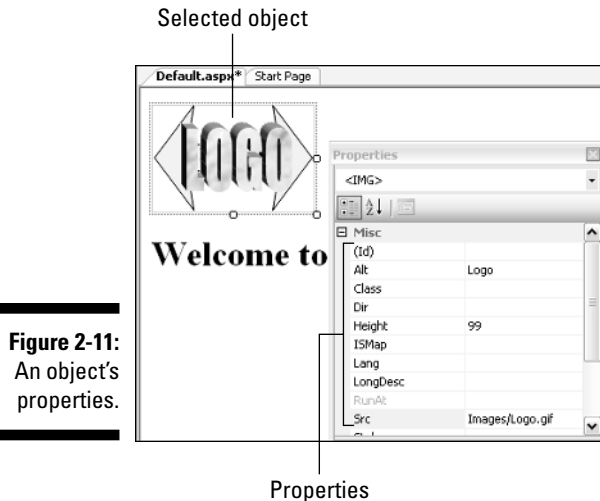 Selected object
Default.aspx* Start Page
LOGO
Properties
<IMG>
Misc
(Id)
Alt Logo
Class
Dir
Height 99
ISMap
Lang
LongDesc
RunAt
Src Images/Logo.gif
Welcome to
Figure 2-11:
An object's
properties.
Properties